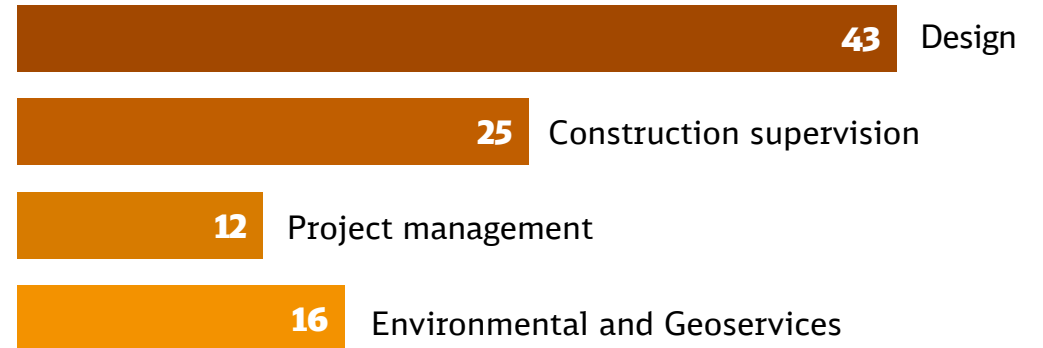 43 Design
25 Construction supervision
12 Project management
16 Environmental and Geoservices